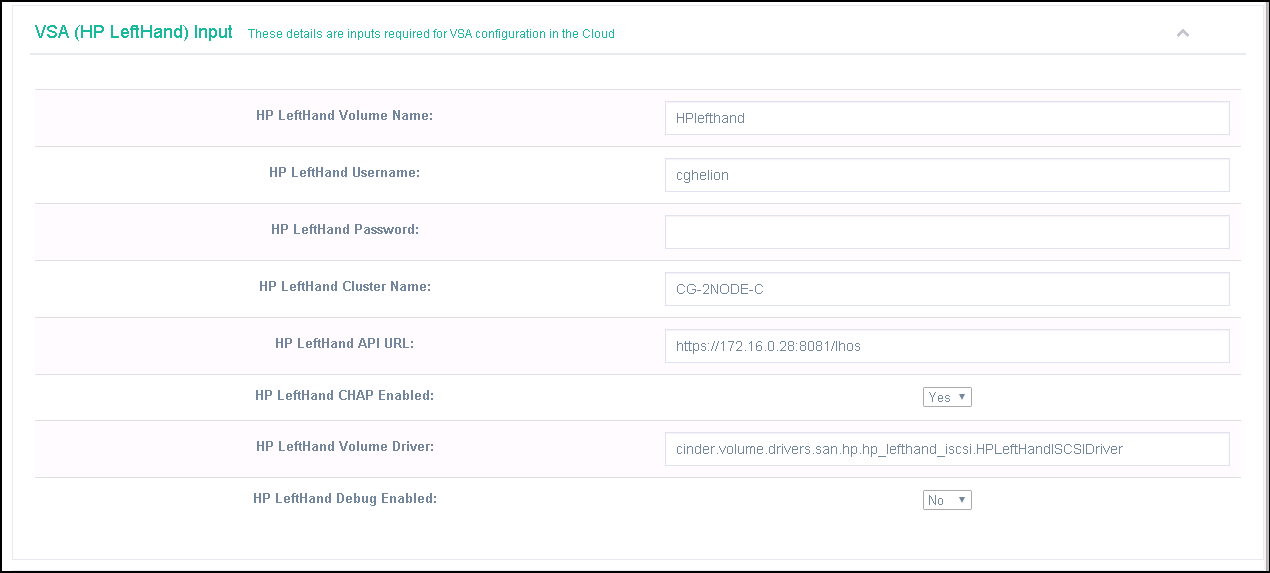 VSA (HP LeftHand) Input These details are inputs required for VSA configuration in the Cloud
HP LeftHand Volume Name: HPlefthand
HP LeftHand Username: cghelion
HP LeftHand Password:
HP LeftHand Cluster Name: CG-2NODE-C
HP LeftHand API URL: https://172.16.0.28:8081/lhos
HP LeftHand CHAP Enabled: Yes
HP LeftHand Volume Driver: cinder.volume.drivers.san.hp.hp_lefthand_iscsi.HPLeftHandISCSIDriver
HP LeftHand Debug Enabled: No